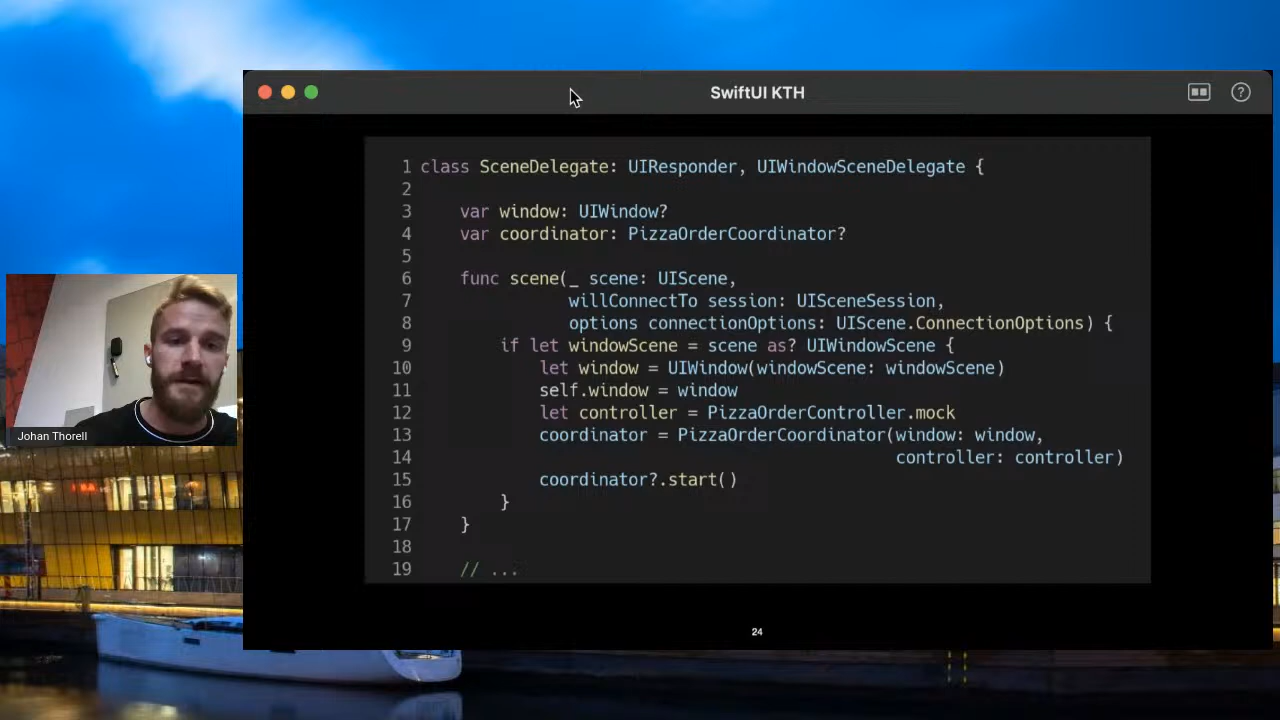 SwiftUI KTH
1 class SceneDelegate: UIResponder, UIWindowSceneDelegate {
2
3 var window: UIWindow?
4 var coordinator: PizzaOrderCoordinator?
5
6 func scene(_ scene: UIScene,
7 willConnectTo session: UISceneSession,
8 options connectionOptions: UIScene.ConnectionOptions) {
9 if let windowScene = scene as? UIWindowScene {
10 let window = UIWindow(windowScene: windowScene)
11 self.window = window
12 let controller = PizzaOrderController.mock
13 coordinator = PizzaOrderCoordinator(window: window,
14 controller: controller)
15 coordinator?.start()
16 }
17 }
18
19 // ...
24
Johan Thorell